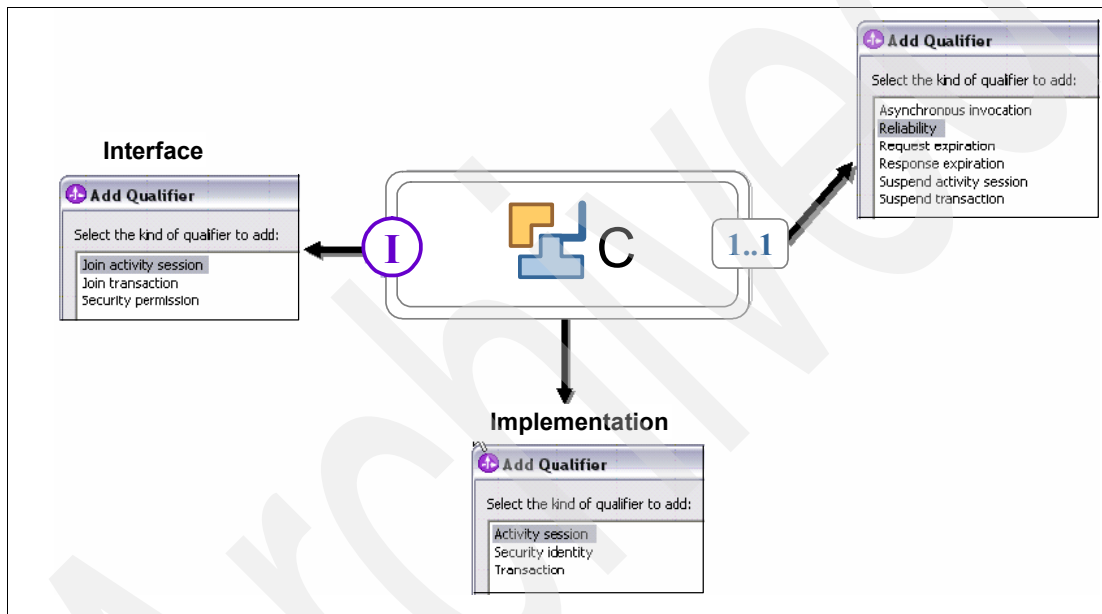 Add Qualifier
Select the kind of qualifier to add:
Asynchronous invocation
Reliability
Request expiration
Response expiration
Suspend activity session
Suspend transaction
Interface
Add Qualifier
Select the kind of qualifier to add:
Join activity session
Join transaction
Security permission
I
C
1..1
Implementation
Add Qualifier
Select the kind of qualifier to add:
Activity session
Security identity
Transaction
Archived